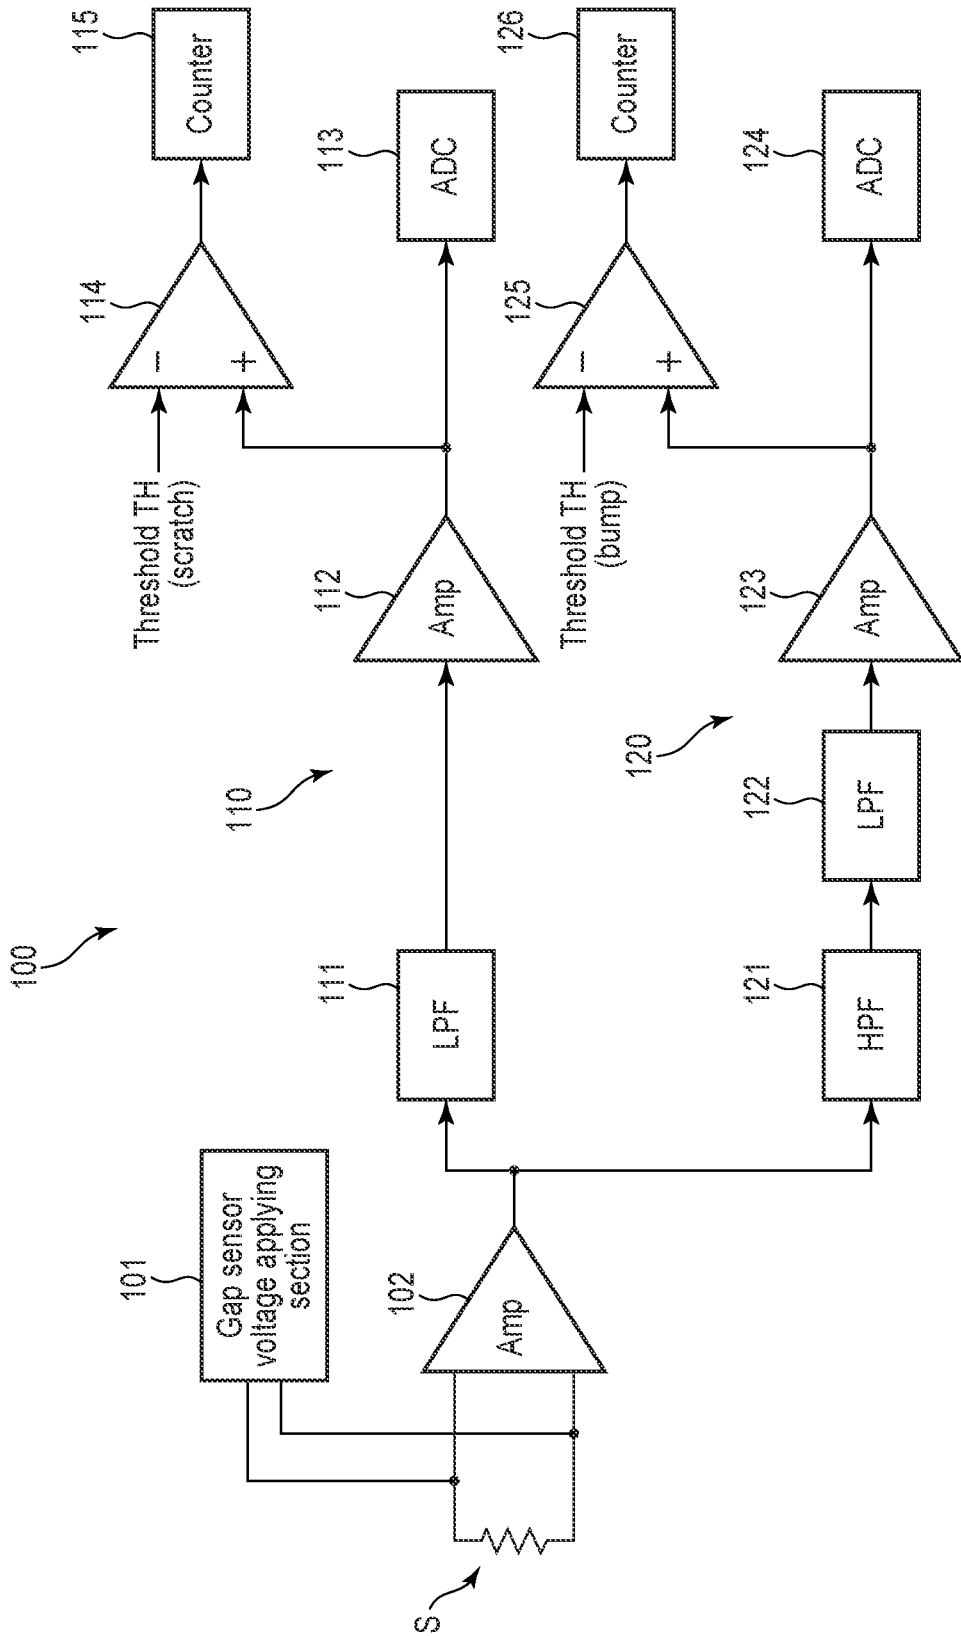 100
101
Gap sensor
voltage applying
section
S
102
Amp
110
111
LPF
112
Amp
Threshold TH
(scratch)
114
−
+
115
Counter
113
ADC
120
121
HPF
122
LPF
123
Amp
Threshold TH
(bump)
125
−
+
126
Counter
124
ADC